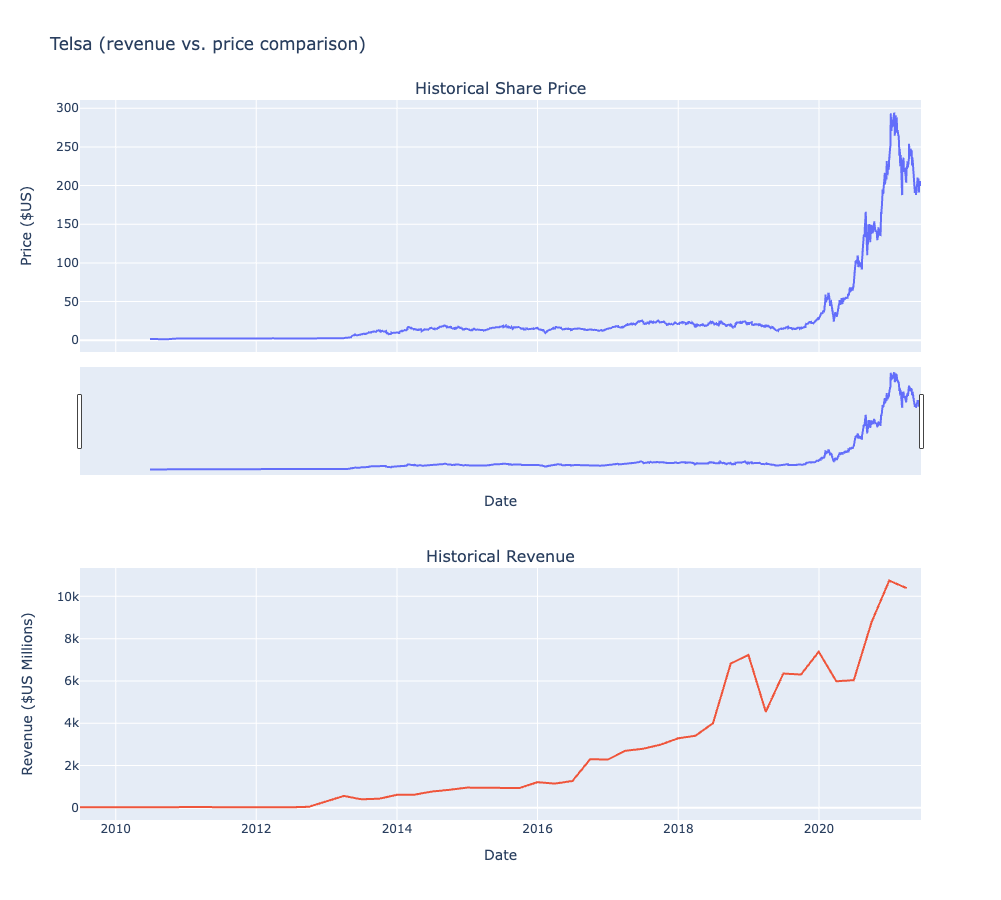 Telsa (revenue vs. price comparison)
Historical Share Price
300
250
200
150
100
50
0
Price ($US)
Date
Historical Revenue
10k
8k
6k
4k
2k
0
Revenue ($US Millions)
2010 2012 2014 2016 2018 2020
Date